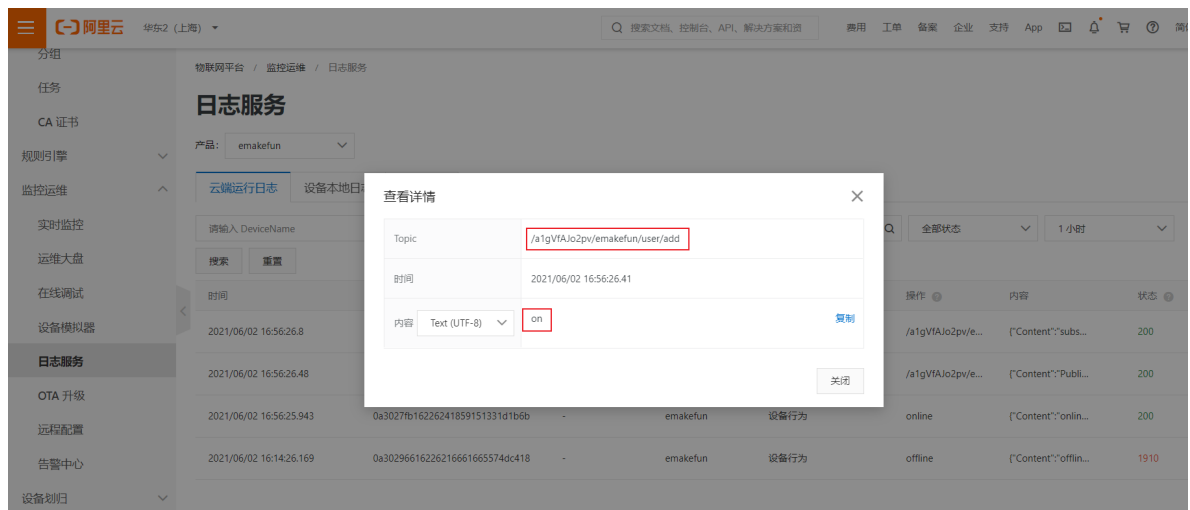 阿里云 华东2（上海） 搜索文档、控制台、API、解决方案和资 费用 工单 备案 企业 支持 App 简体
分组
任务
CA 证书
规则引擎
监控运维
实时监控
运维大盘
在线调试
设备模拟器
日志服务
OTA 升级
远程配置
告警中心
设备划归
物联网平台 / 监控运维 / 日志服务
日志服务
产品： emakefun
云端运行日志 设备本地日
请输入 DeviceName 全部状态 1 小时
搜索 重置
时间 操作 内容 状态
2021/06/02 16:56:26.8 /a1gVfAJo2pv/e... {"Content":"subs... 200
2021/06/02 16:56:26.48 /a1gVfAJo2pv/e... {"Content":"Publi... 200
2021/06/02 16:56:25.943 0a3027fb16226241859151331d1b6b - emakefun 设备行为 online {"Content":"onlin... 200
2021/06/02 16:14:26.169 0a30296616226216661665574dc418 - emakefun 设备行为 offline {"Content":"offlin... 1910
查看详情
Topic /a1gVfAJo2pv/emakefun/user/add
时间 2021/06/02 16:56:26.41
内容 Text (UTF-8) on 复制
关闭